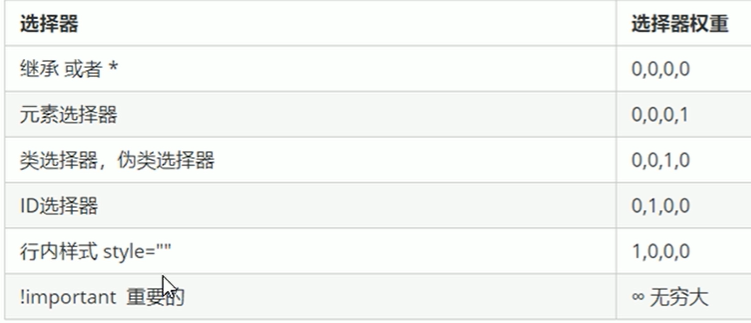 选择器 选择器权重
继承 或者 * 0,0,0,0
元素选择器 0,0,0,1
类选择器，伪类选择器 0,0,1,0
ID选择器 0,1,0,0
行内样式 style="" 1,0,0,0
!important 重要的 ∞ 无穷大